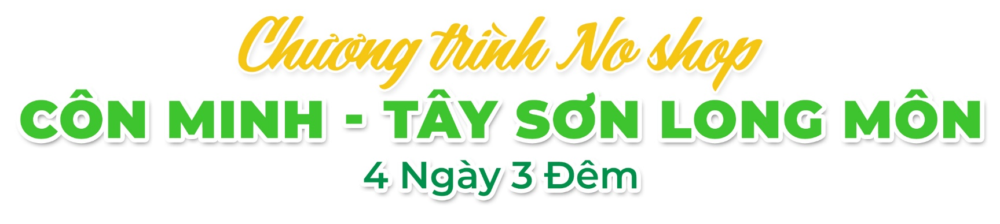 Chương trình No shop
CÔN MINH - TÂY SƠN LONG MÔN
4 Ngày 3 Đêm